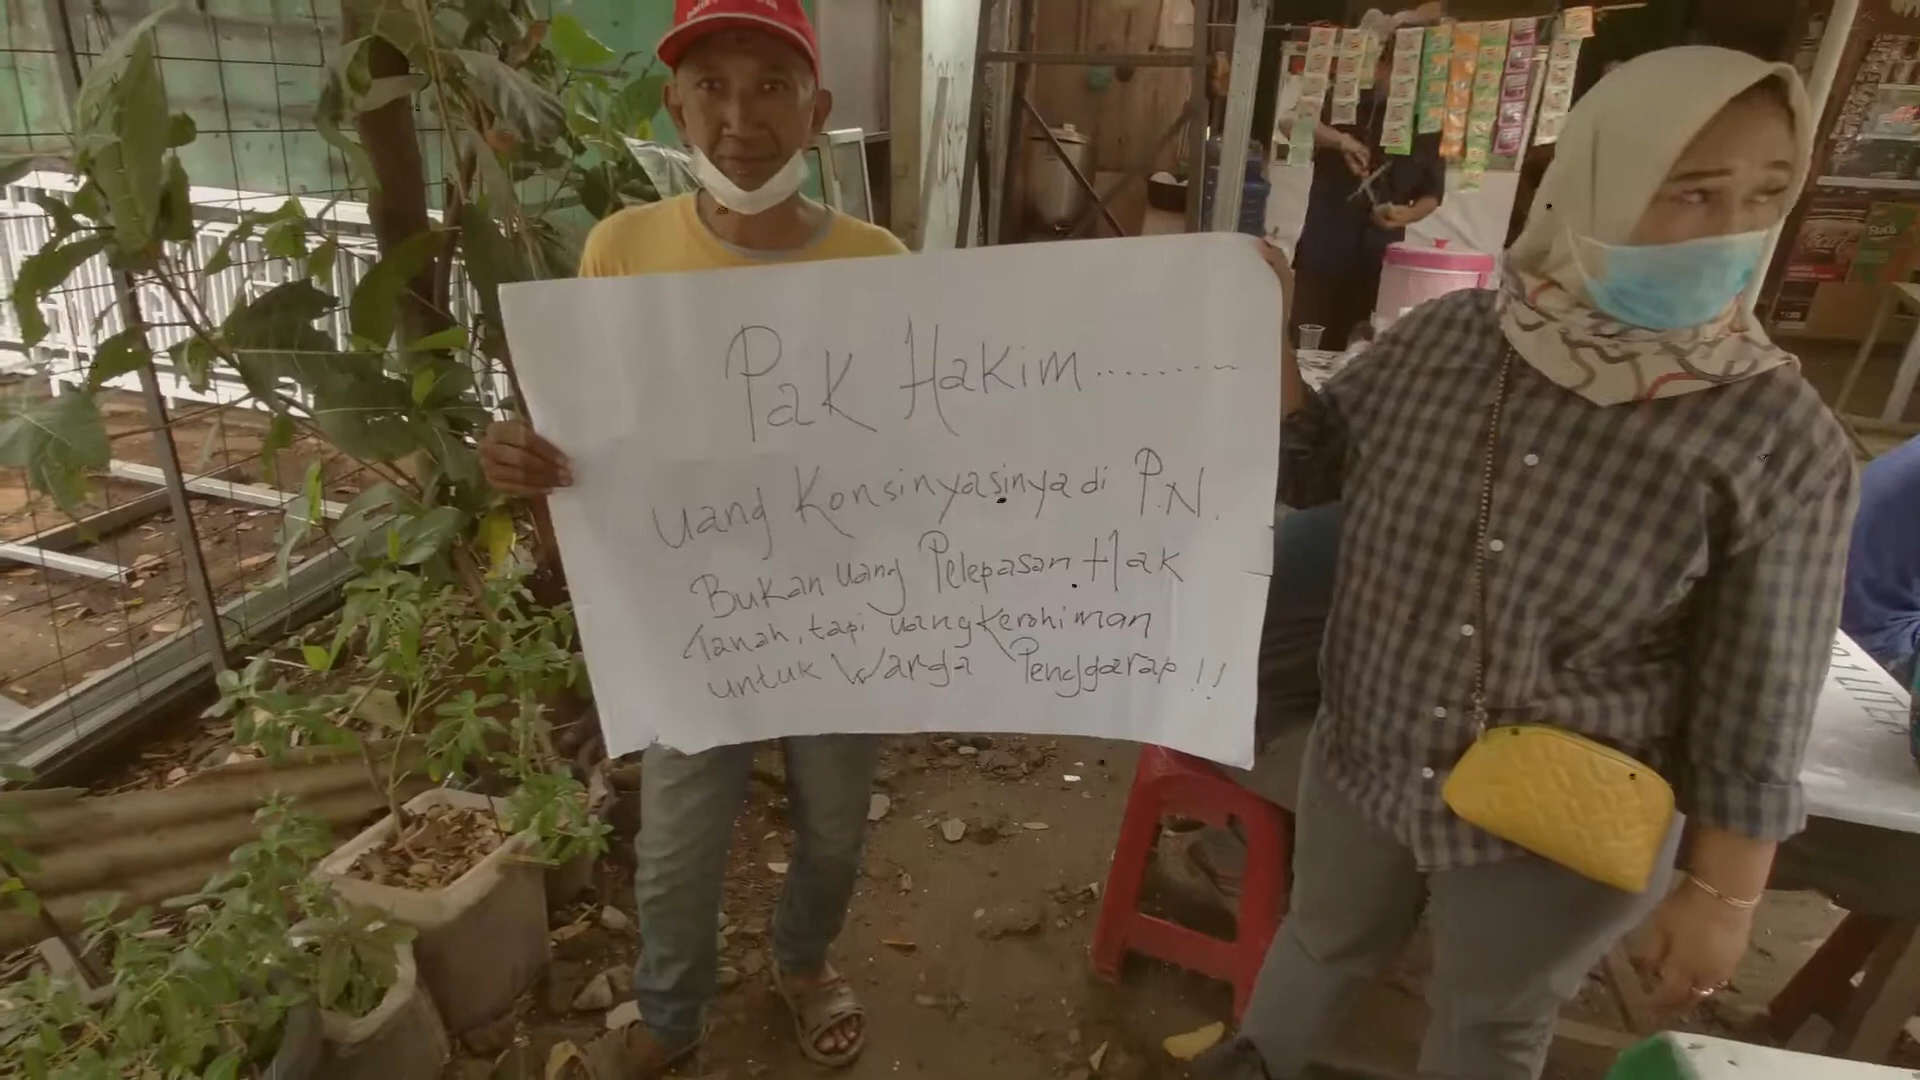 Pak Hakim.........
uang Konsinyasinya di P.N.
Bukan uang Pelepasan Hak
Tanah, tapi uang Kerohiman
untuk Warga Penggarap!!